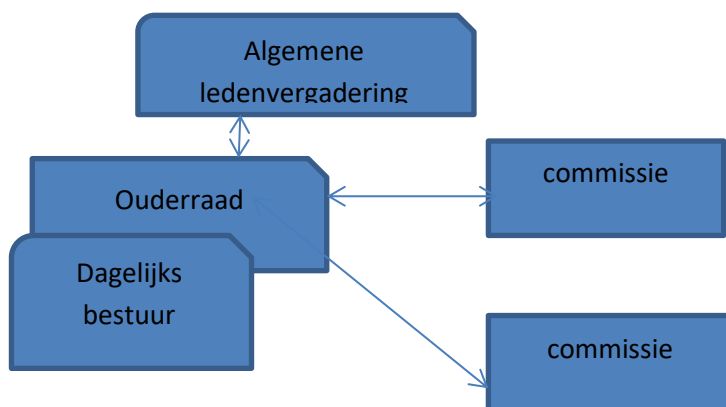 Algemene
ledenvergadering
Ouderraad
commissie
Dagelijks
bestuur
commissie